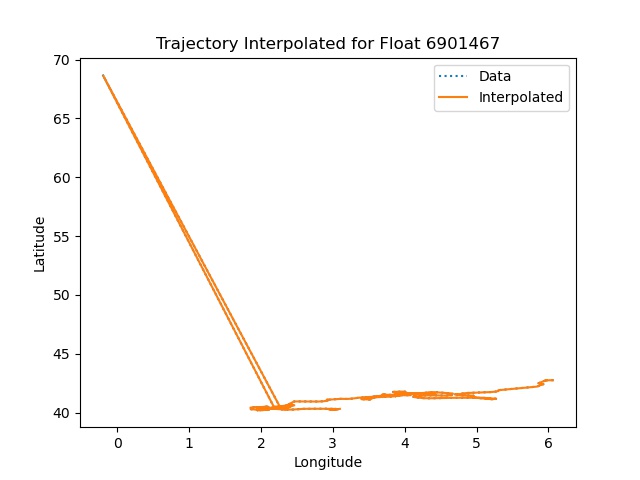 Trajectory Interpolated for Float 6901467
Data
Interpolated
Latitude
70
65
60
55
50
45
40
0 1 2 3 4 5 6
Longitude